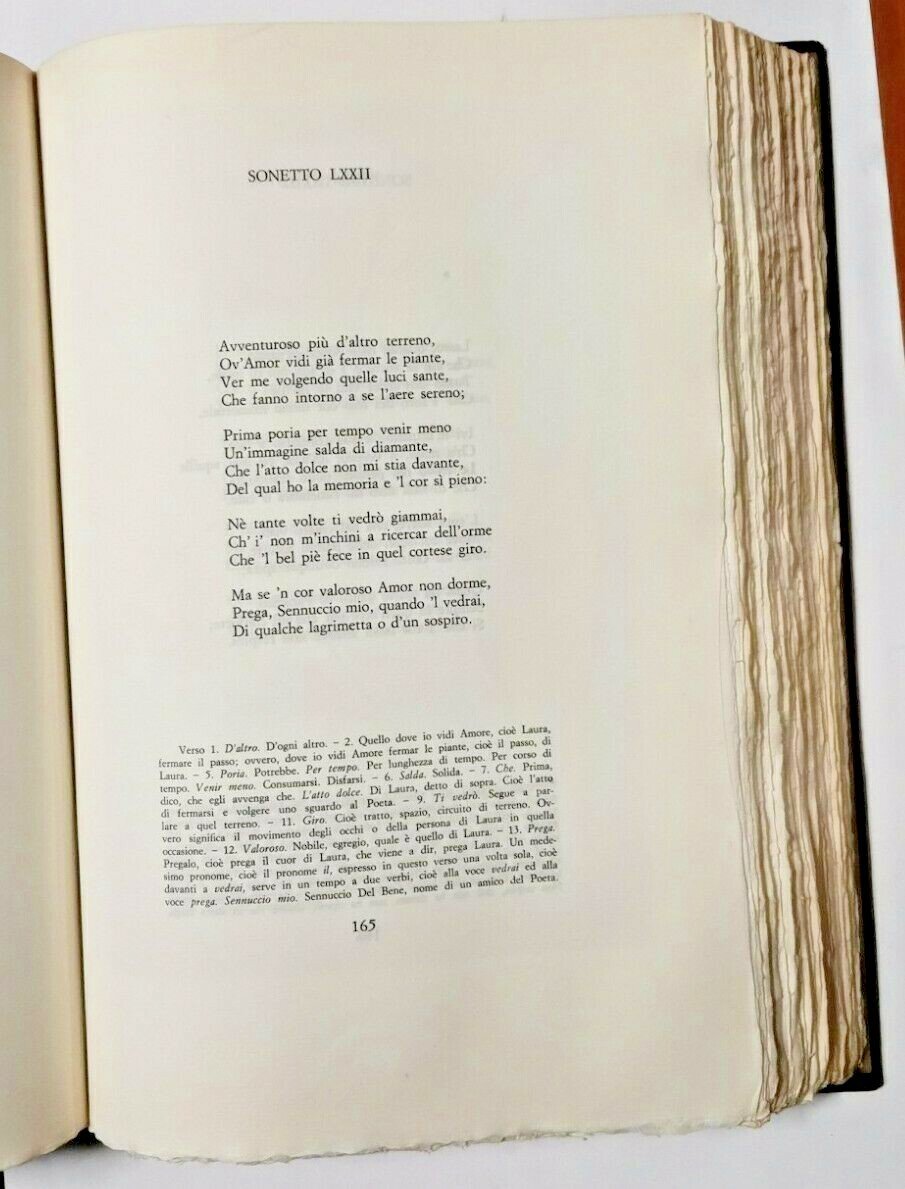 SONETTO LXXII
Avventuroso più d'altro terreno,
Ov'Amor vidi già fermar le piante,
Ver me volgendo quelle luci sante,
Che fanno intorno a se l'aere sereno;
Prima poria per tempo venir meno
Un'immagine salda di diamante,
Che l'atto dolce non mi stia davante,
Del qual ho la memoria e 'l cor sì pieno:
Nè tante volte ti vedrò giammai,
Ch' i' non m'inchini a ricercar dell'orme
Che 'l bel piè fece in quel cortese giro.
Ma se 'n cor valoroso Amor non dorme,
Prega, Sennuccio mio, quando 'l vedrai,
Di qualche lagrimetta o d'un sospiro.
Verso 1. D'altro. D'ogni altro. – 2. Quello dove io vidi Amore, cioè Laura,
fermare il passo; ovvero, dove io vidi Amore fermar le piante, cioè il passo, di
Laura. – 5. Poria. Potrebbe. Per tempo. Per lunghezza di tempo. Per corso di
tempo. Venir meno. Consumarsi. Disfarsi. – 6. Salda. Solida. – 7. Che. Prima,
dico, che egli avvenga che. L'atto dolce. Di Laura, detto di sopra. Cioè l'atto
di fermarsi e volgere uno sguardo al Poeta. – 9. Ti vedrò. Segue a par-
lare a quel terreno. – 11. Giro. Cioè tratto, spazio, circuito di terreno. Ov-
vero significa il movimento degli occhi o della persona di Laura in quella
occasione. – 12. Valoroso. Nobile, egregio, quale è quello di Laura. – 13. Prega.
Pregalo, cioè prega il cuor di Laura, che viene a dir, prega Laura. Un mede-
simo pronome, cioè il pronome il, espresso in questo verso una volta sola, cioè
davanti a vedrai, serve in un tempo a due verbi, cioè alla voce vedrai ed alla
voce prega. Sennuccio mio. Sennuccio Del Bene, nome di un amico del Poeta.
165